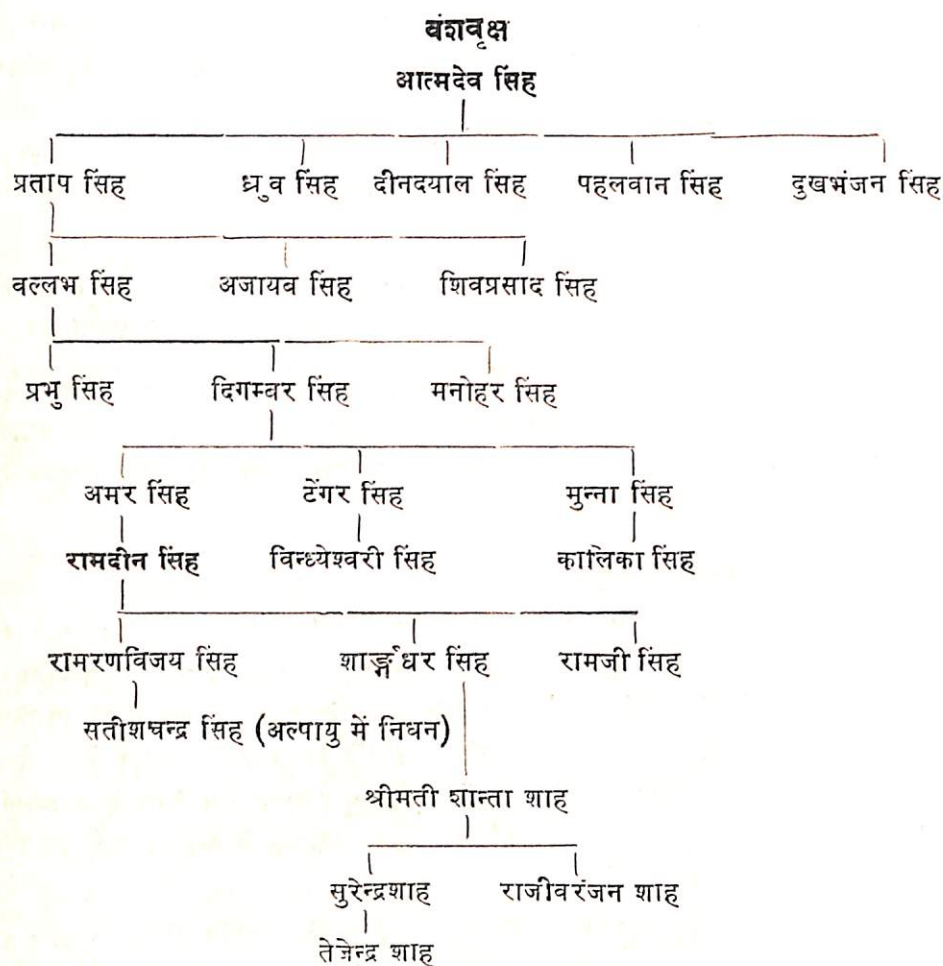 वंशवृक्ष
आत्मदेव सिंह
प्रताप सिंह ध्रुव सिंह दीनदयाल सिंह पहलवान सिंह दुखभंजन सिंह
वल्लभ सिंह अजायव सिंह शिवप्रसाद सिंह
प्रभु सिंह दिगम्वर सिंह मनोहर सिंह
अमर सिंह टेंगर सिंह मुन्ना सिंह
रामदीन सिंह विन्ध्येश्वरी सिंह कालिका सिंह
रामरणविजय सिंह शार्ङ्गधर सिंह रामजी सिंह
सतीशचन्द्र सिंह (अल्पायु में निधन)
श्रीमती शान्ता शाह
सुरेन्द्रशाह राजीवरंजन शाह
तेजेन्द्र शाह